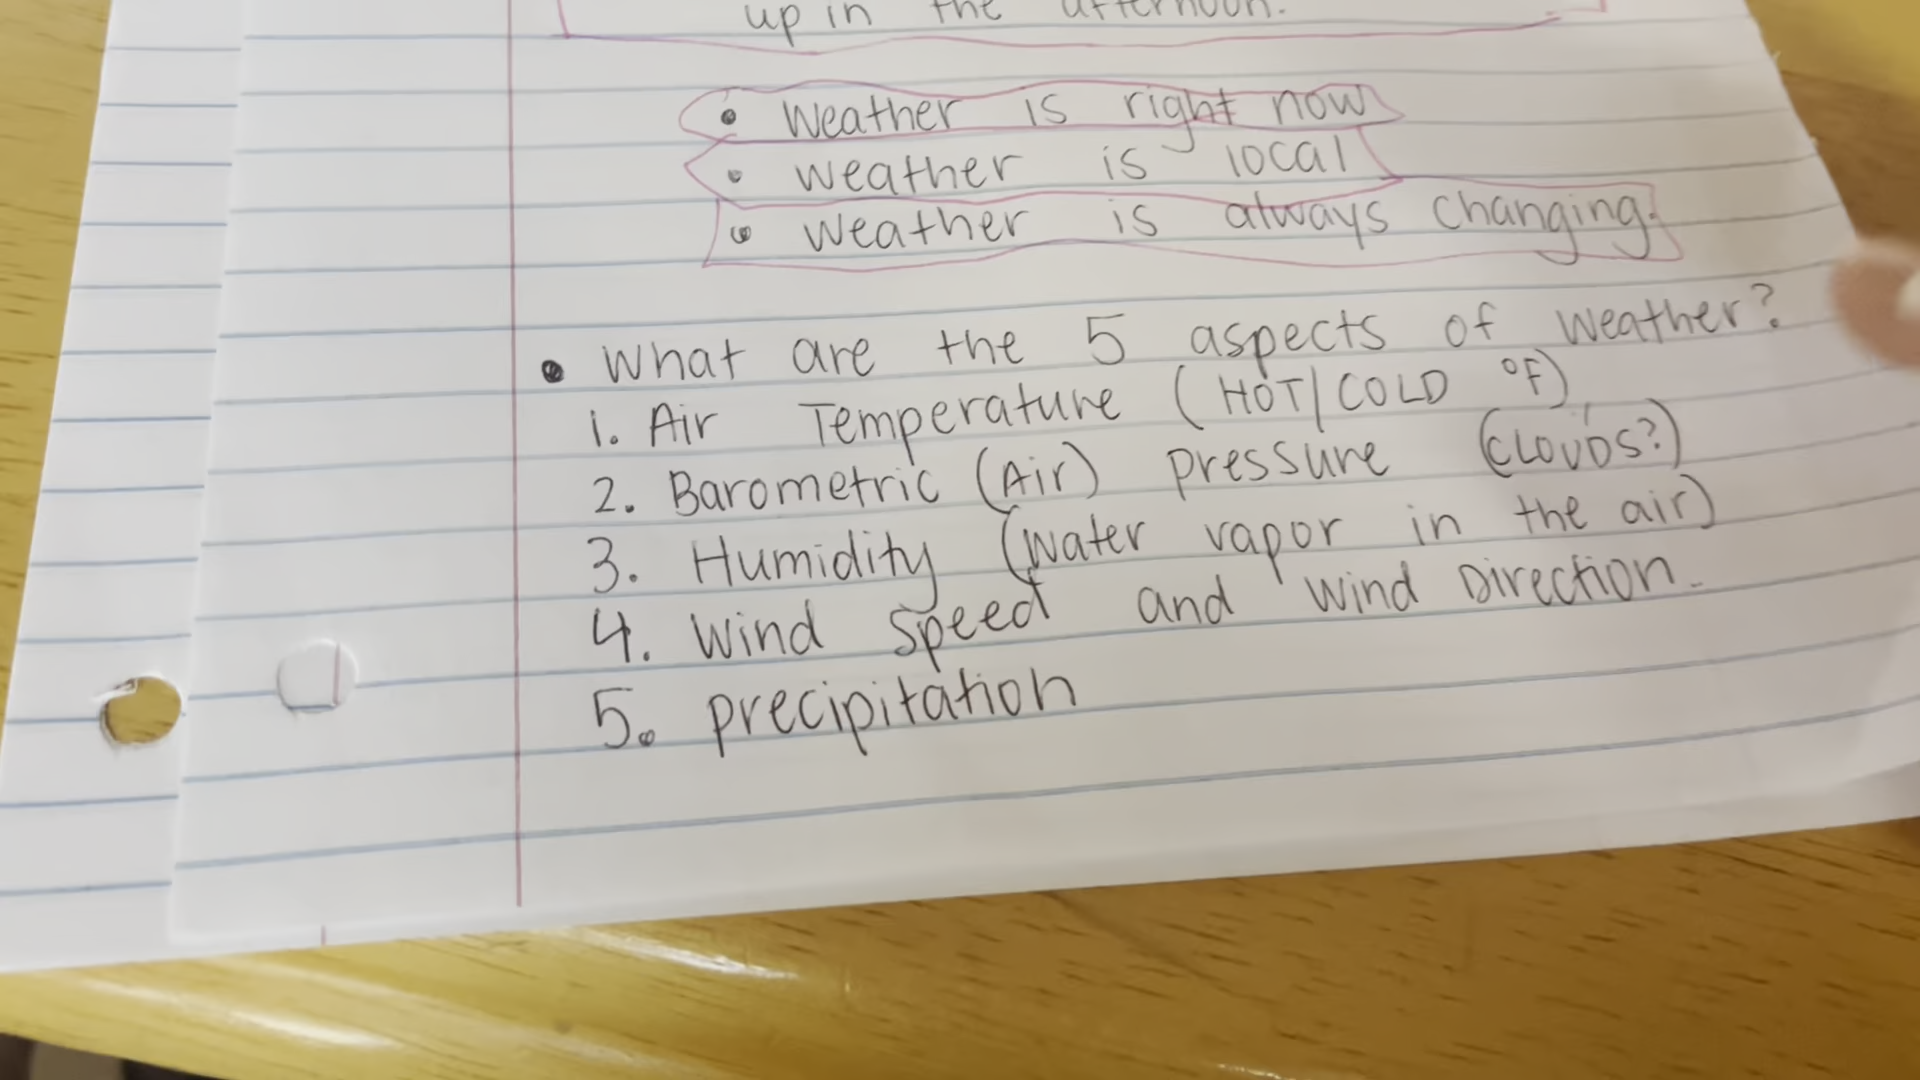 up in the afternoon.
• Weather is right now
• weather is local
• weather is always changing.
• What are the 5 aspects of weather?
1. Air Temperature (HOT/COLD °F)
2. Barometric (Air) pressure (CLOUDS?)
3. Humidity (Water vapor in the air)
4. Wind Speed and Wind Direction.
5. precipitation